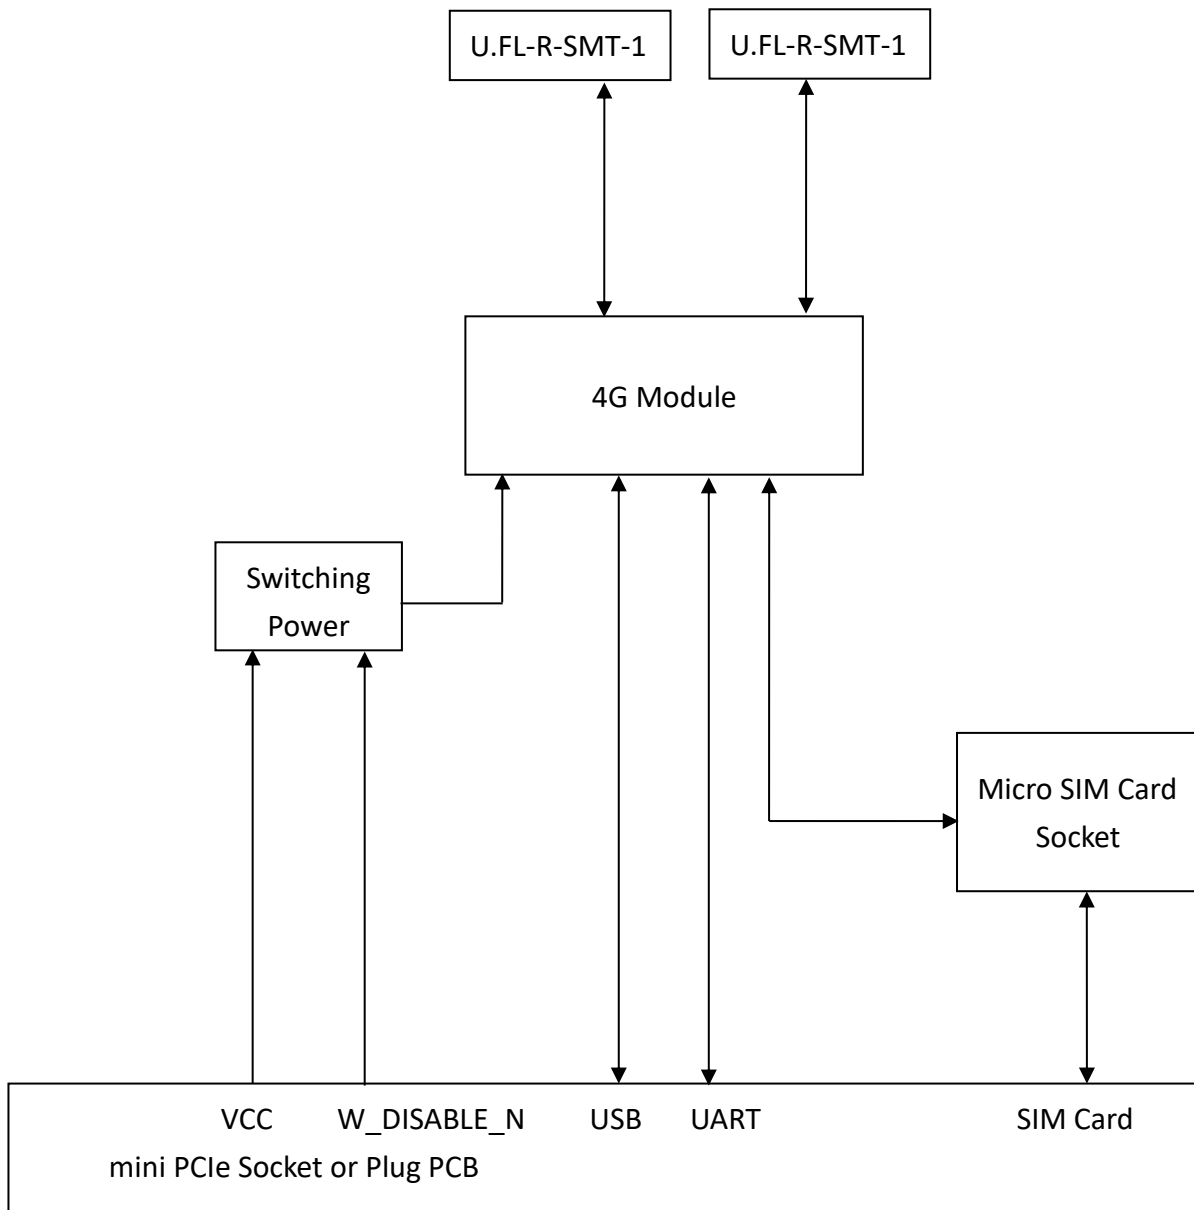 U.FL-R-SMT-1
U.FL-R-SMT-1
4G Module
Switching
Power
Micro SIM Card
Socket
VCC
W_DISABLE_N
USB
UART
SIM Card
mini PCIe Socket or Plug PCB